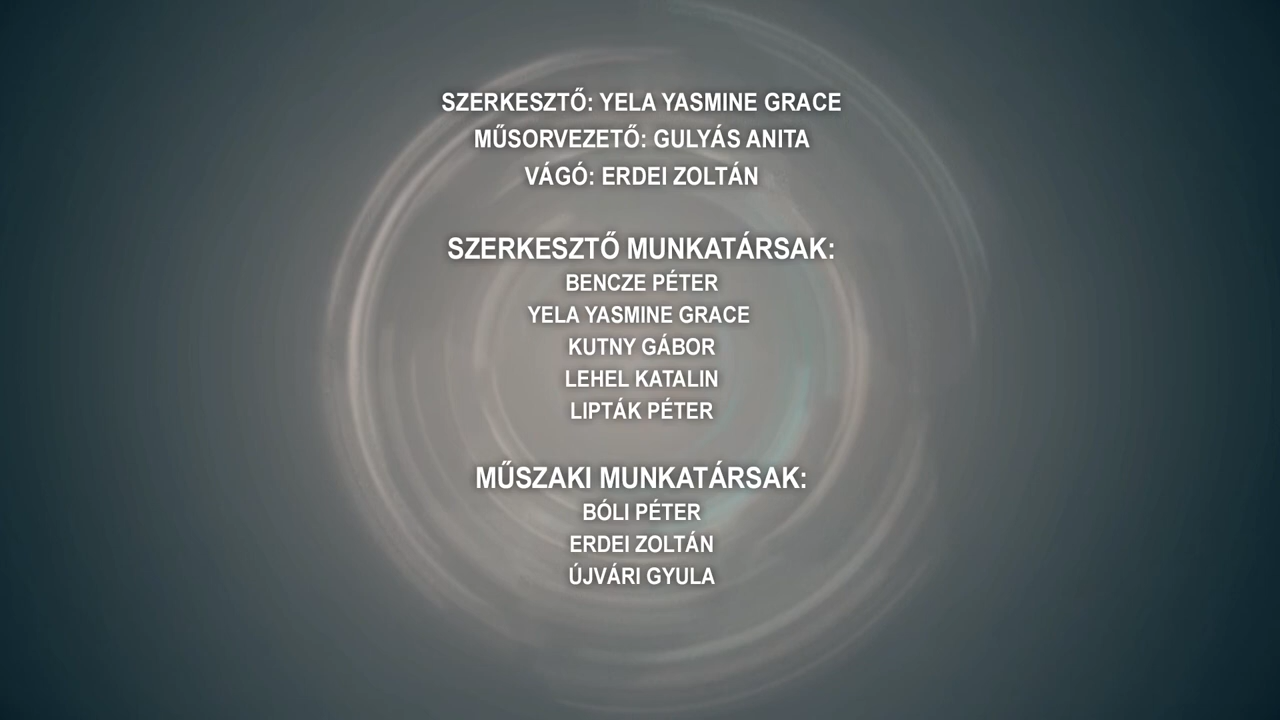 SZERKESZTŐ: YELA YASMINE GRACE
MŰSORVEZETŐ: GULYÁS ANITA
VÁGÓ: ERDEI ZOLTÁN
SZERKESZTŐ MUNKATÁRSAK:
BENCZE PÉTER
YELA YASMINE GRACE
KUTNY GÁBOR
LEHEL KATALIN
LIPTÁK PÉTER
MŰSZAKI MUNKATÁRSAK:
BÓLI PÉTER
ERDEI ZOLTÁN
ÚJVÁRI GYULA